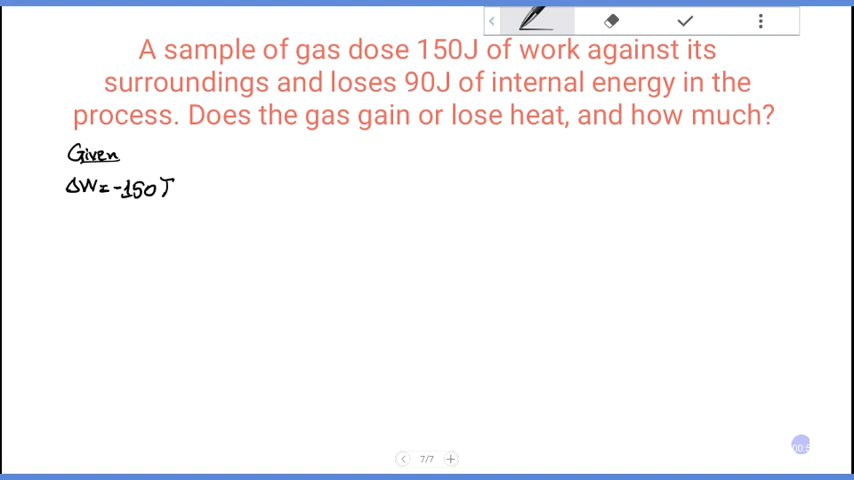 A sample of gas dose 150J of work against its
surroundings and loses 90J of internal energy in the
process. Does the gas gain or lose heat, and how much?
Given
ΔW=-150J
7/7